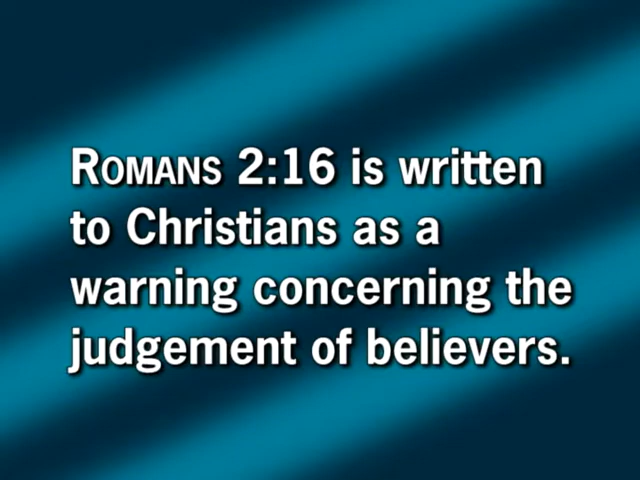 ROMANS 2:16 is written
to Christians as a
warning concerning the
judgement of believers.